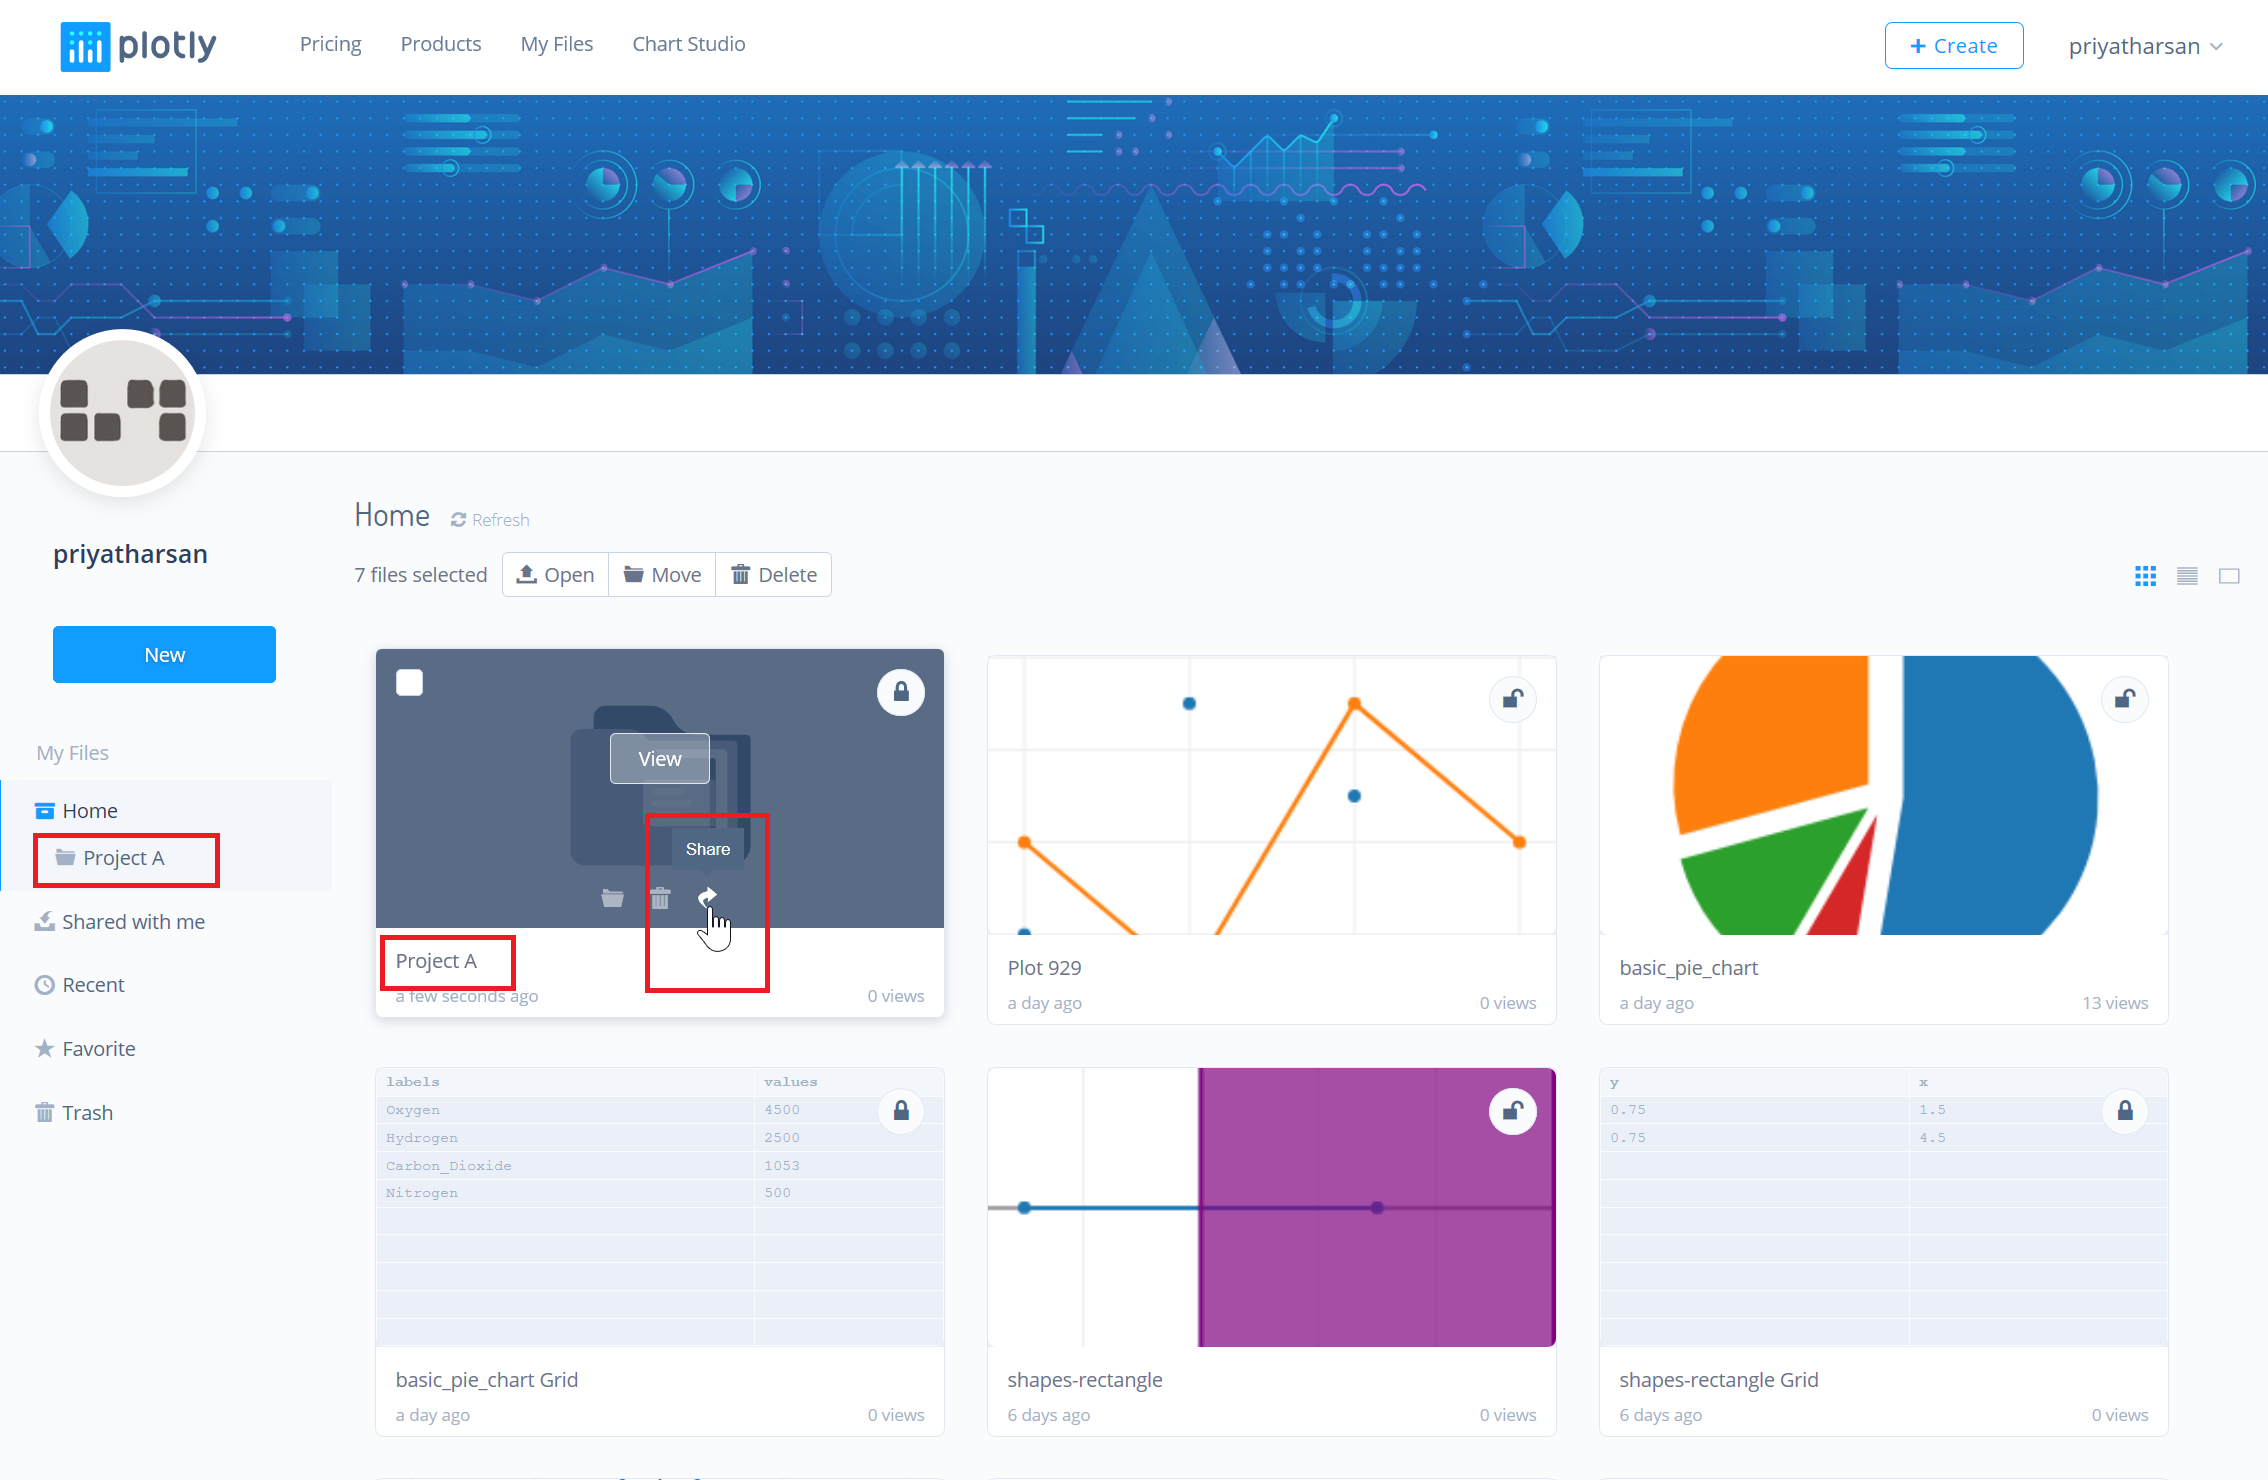 plotly Pricing Products My Files Chart Studio + Create priyatharsan
Home Refresh
priyatharsan
7 files selected Open Move Delete
New
My Files
Home
Project A
Shared with me
Recent
Favorite
Trash
View
Share
Project A
a few seconds ago 0 views
Plot 929
a day ago 0 views
basic_pie_chart
a day ago 13 views
labels values
Oxygen 4500
Hydrogen 2500
Carbon_Dioxide 1053
Nitrogen 500
basic_pie_chart Grid
a day ago 0 views
shapes-rectangle
6 days ago 0 views
y x
0.75 1.5
0.75 4.5
shapes-rectangle Grid
6 days ago 0 views